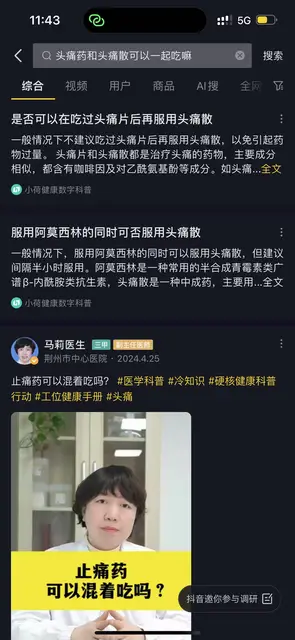 11:43
5G
62
头痛药和头痛散可以一起吃嘛
搜索
综合
视频
用户
商品
AI搜
全网
是否可以在吃过头痛片后再服用头痛散
一般情况下不建议吃过头痛片后再服用头痛散，以免引起药
物过量。 头痛片和头痛散都是治疗头痛的药物，主要成分
相似，都含有咖啡因及对乙酰氨基酚等成分。如头痛...全文
小荷健康数字科普
服用阿莫西林的同时可否服用头痛散
一般情况下，服用阿莫西林的同时可以服用头痛散，但建议
间隔半小时服用。阿莫西林是一种常用的半合成青霉素类广
谱β-内酰胺类抗生素，头痛散是一种中成药，主要用...全文
小荷健康数字科普
马莉医生
三甲
副主任医师
荆州市中心医院 · 2024.4.25
止痛药可以混着吃吗？ #医学科普 #冷知识 #硬核健康科普
行动 #工位健康手册 #头痛
止痛药
可以混着吃吗？
抖音邀你参与调研